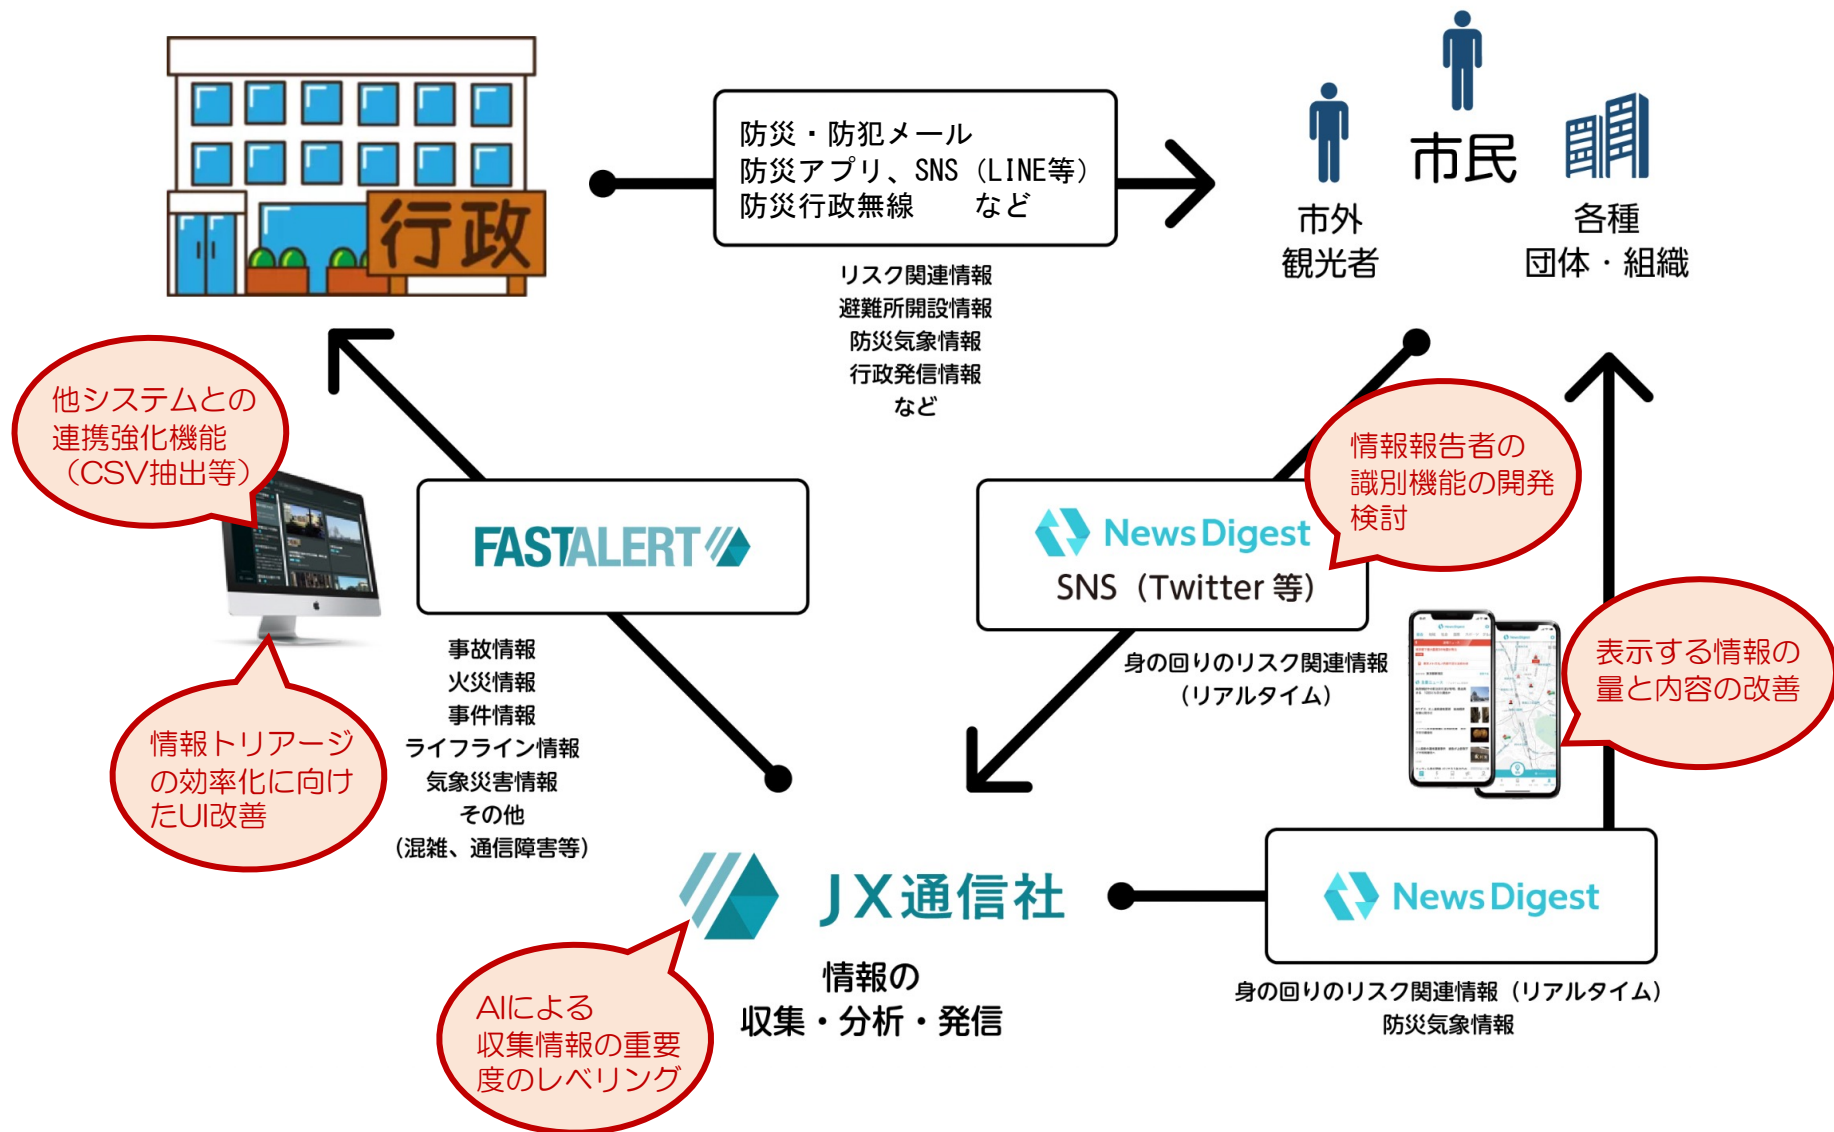 行政
防災・防犯メール
防災アプリ、SNS（LINE等）
防災行政無線　　など
リスク関連情報
避難所開設情報
防災気象情報
行政発信情報
など
市民
市外
観光者
各種
団体・組織
他システムとの
連携強化機能
（CSV抽出等）
FASTALERT
事故情報
火災情報
事件情報
ライフライン情報
気象災害情報
その他
（混雑、通信障害等）
情報トリアージ
の効率化に向け
たUI改善
情報報告者の
識別機能の開発
検討
News Digest
SNS（Twitter 等）
身の回りのリスク関連情報
（リアルタイム）
表示する情報の
量と内容の改善
JX通信社
情報の
収集・分析・発信
AIによる
収集情報の重要
度のレベリング
News Digest
身の回りのリスク関連情報（リアルタイム）
防災気象情報